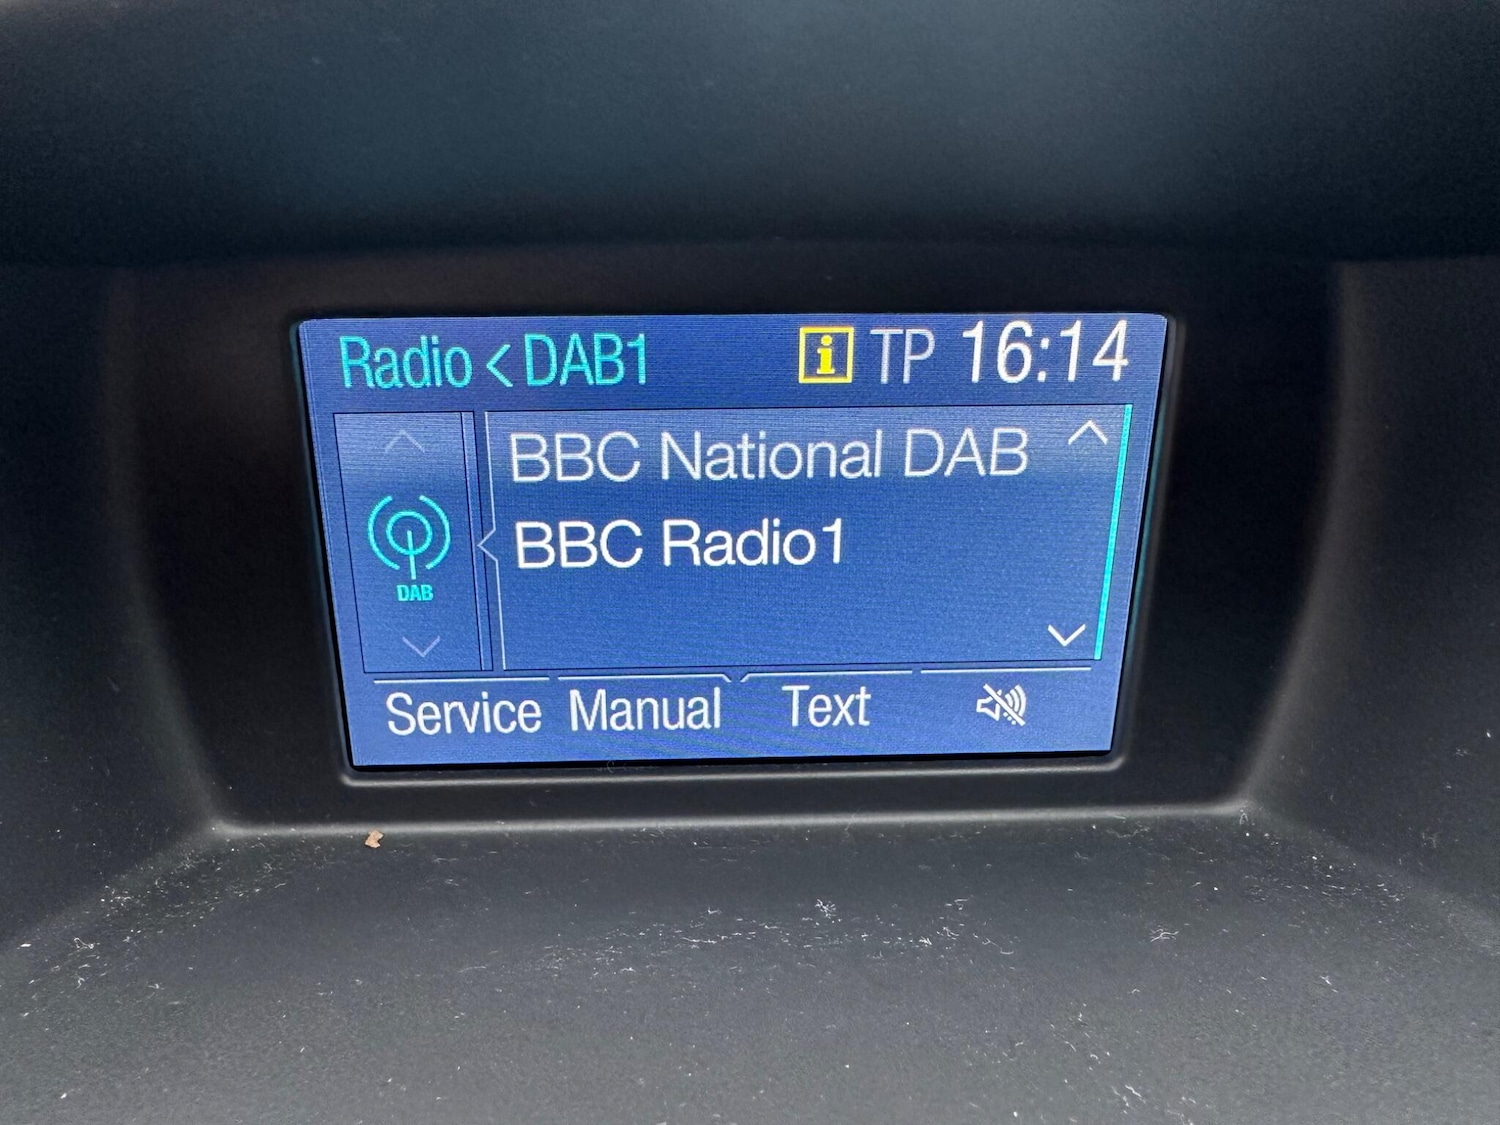 Radio < DAB1 i TP 16:14
BBC National DAB
BBC Radio1
DAB
Service Manual Text